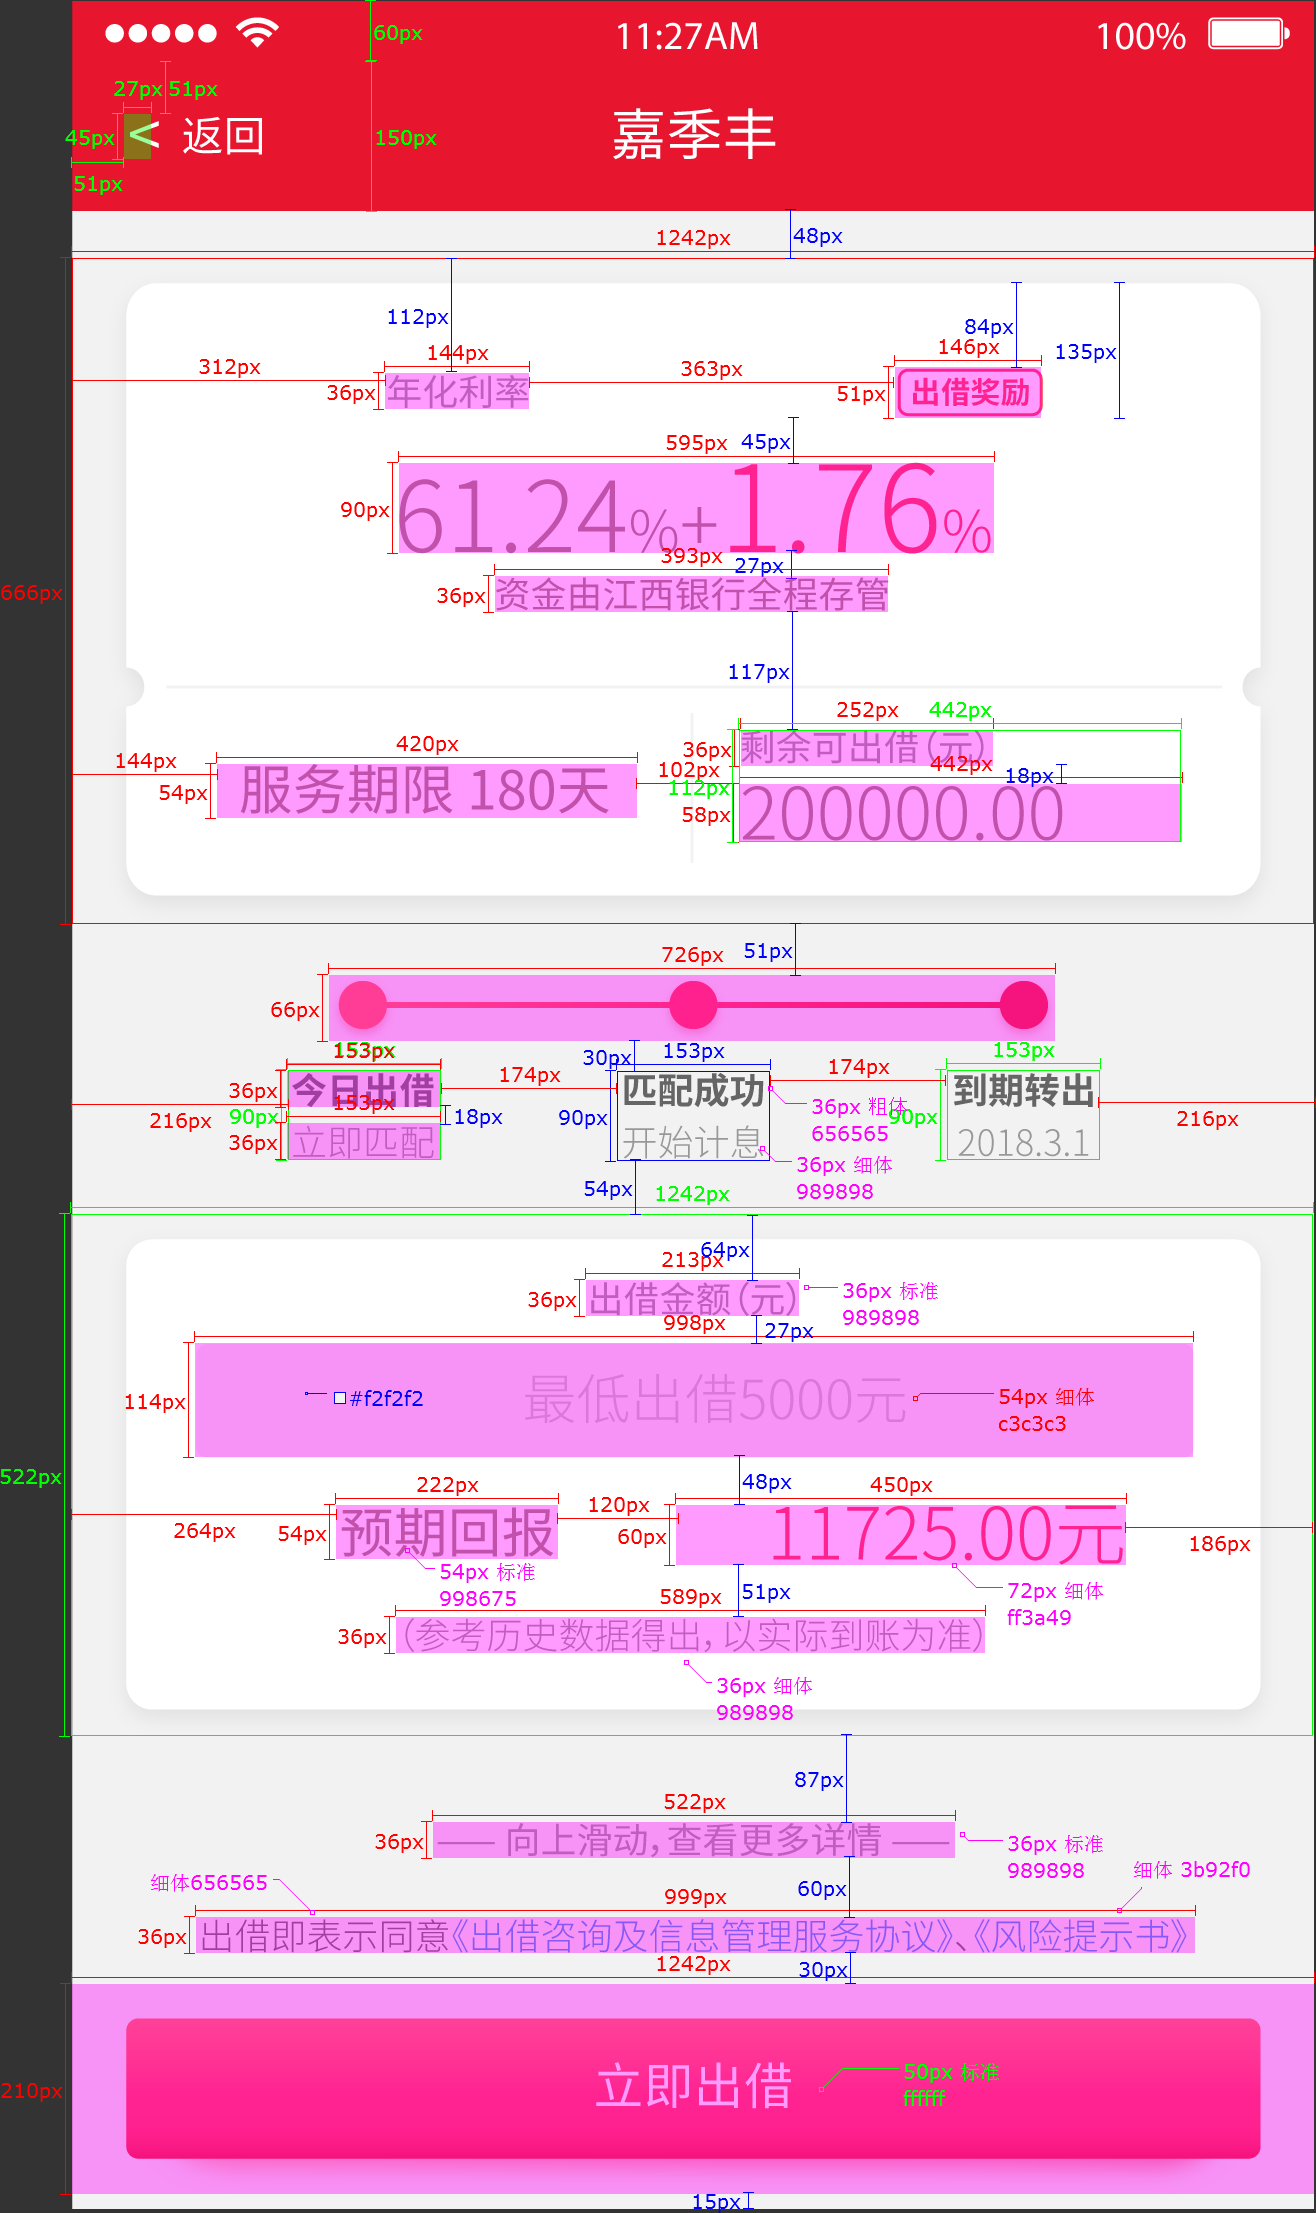 60px
11:27AM
100%
27px 51px
45px
< 返回
嘉季丰
150px
51px
1242px
48px
112px
84px
135px
312px
144px
363px
146px
36px
年化利率
51px
出借奖励
595px
45px
90px
61.24%+1.76%
393px
27px
36px
资金由江西银行全程存管
666px
117px
252px
442px
144px
420px
36px
剩余可出借(元)
102px
442px
18px
54px
服务期限 180天
112px
58px
200000.00
726px
51px
66px
153px
153px
30px
153px
153px
174px
174px
36px
今日出借
匹配成功
到期转出
36px 粗体
656565
216px
90px
153px
18px
90px
90px
216px
36px
立即匹配
开始计息
2018.3.1
36px 细体
989898
54px
1242px
64px
213px
36px
出借金额(元)
36px 标准
989898
998px
27px
114px
#f2f2f2
最低出借5000元
54px 细体
c3c3c3
522px
48px
222px
120px
450px
264px
54px
预期回报
60px
11725.00元
186px
54px 标准
998675
72px 细体
ff3a49
589px
51px
36px
(参考历史数据得出，以实际到账为准)
36px 细体
989898
87px
522px
36px
—— 向上滑动，查看更多详情 ——
36px 标准
989898
细体 3b92f0
细体656565
60px
999px
36px
出借即表示同意《出借咨询及信息管理服务协议》、《风险提示书》
1242px
30px
210px
立即出借
50px 标准
ffffff
15px